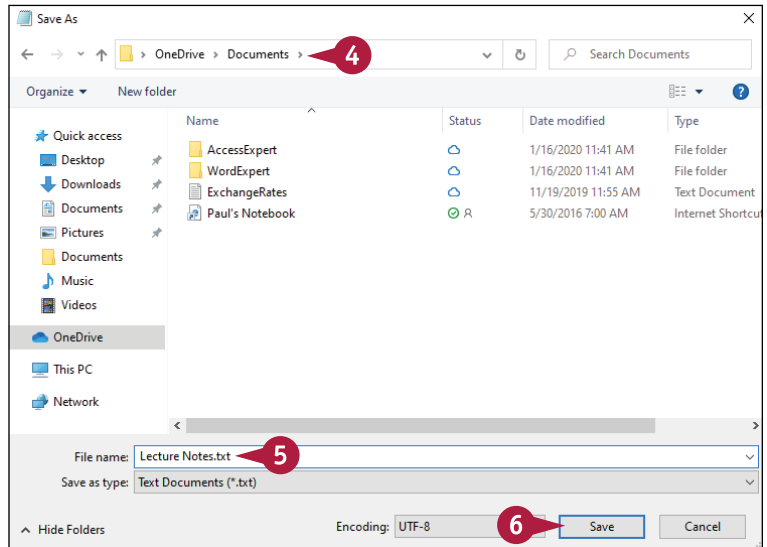 Save As
OneDrive > Documents > 4
Search Documents
Organize New folder
?
Name Status Date modified Type
Quick access
Desktop
Downloads
Documents
Pictures
Documents
Music
Videos
OneDrive
This PC
Network
AccessExpert 1/16/2020 11:41 AM File folder
WordExpert 1/16/2020 11:41 AM File folder
ExchangeRates 11/19/2019 11:55 AM Text Document
Paul's Notebook 5/30/2016 7:00 AM Internet Shortcu
File name: Lecture Notes.txt 5
Save as type: Text Documents (*.txt)
Hide Folders Encoding: UTF-8 6 Save Cancel